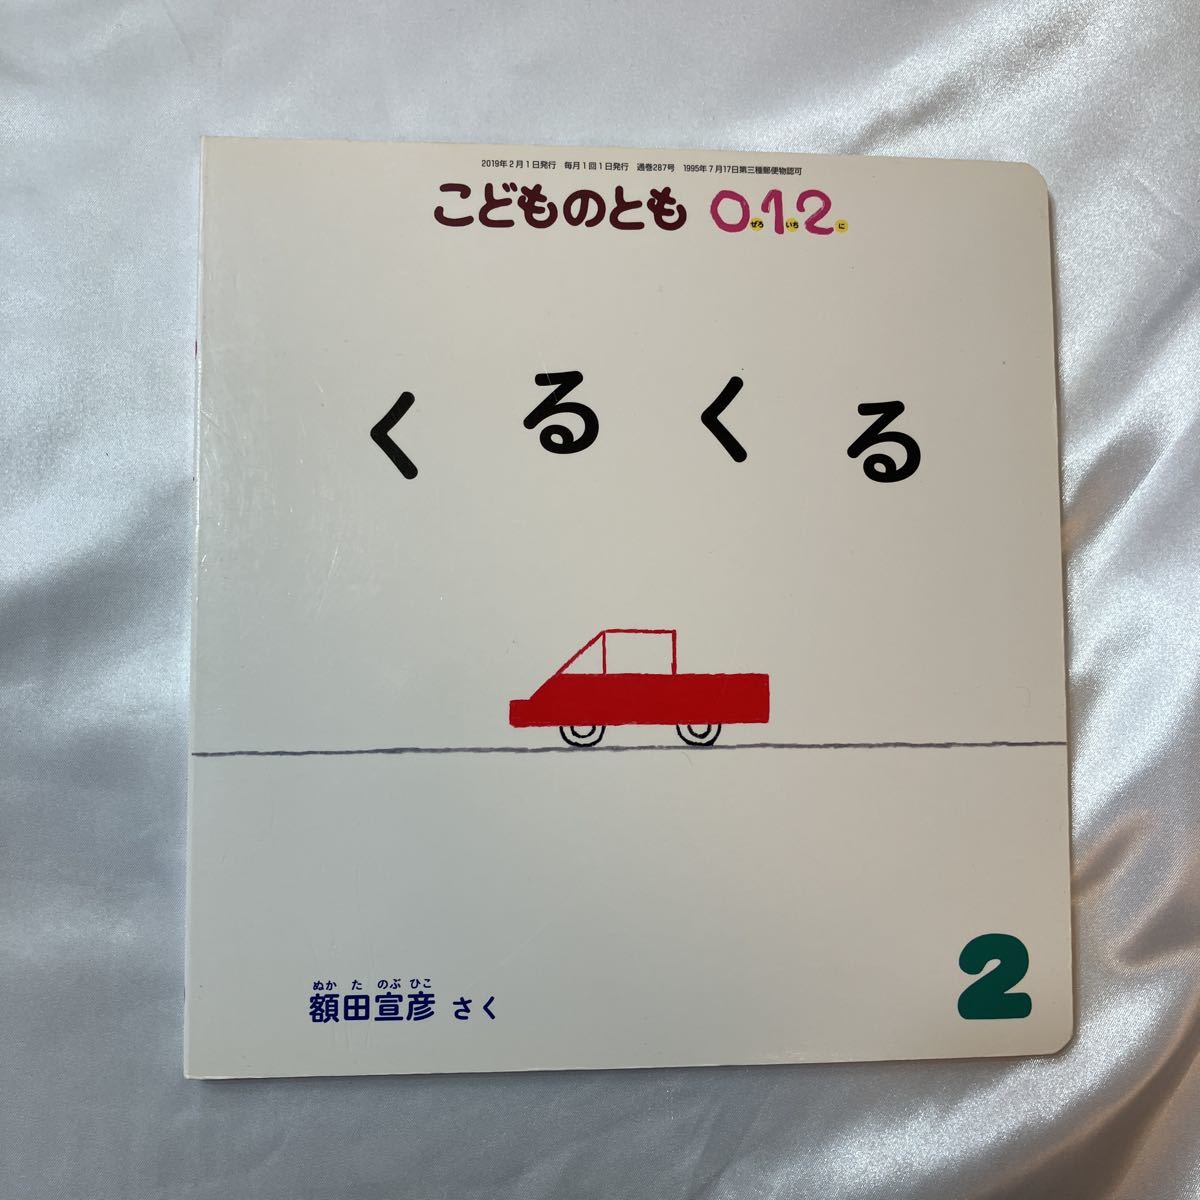 2019年2月1日発行　毎月1回1日発行　通巻287号　1995年7月17日第三種郵便物認可
こどものとも 0.1.2.
ぜろ いち に
くるくる
ぬかた のぶひこ
額田宣彦 さく
2